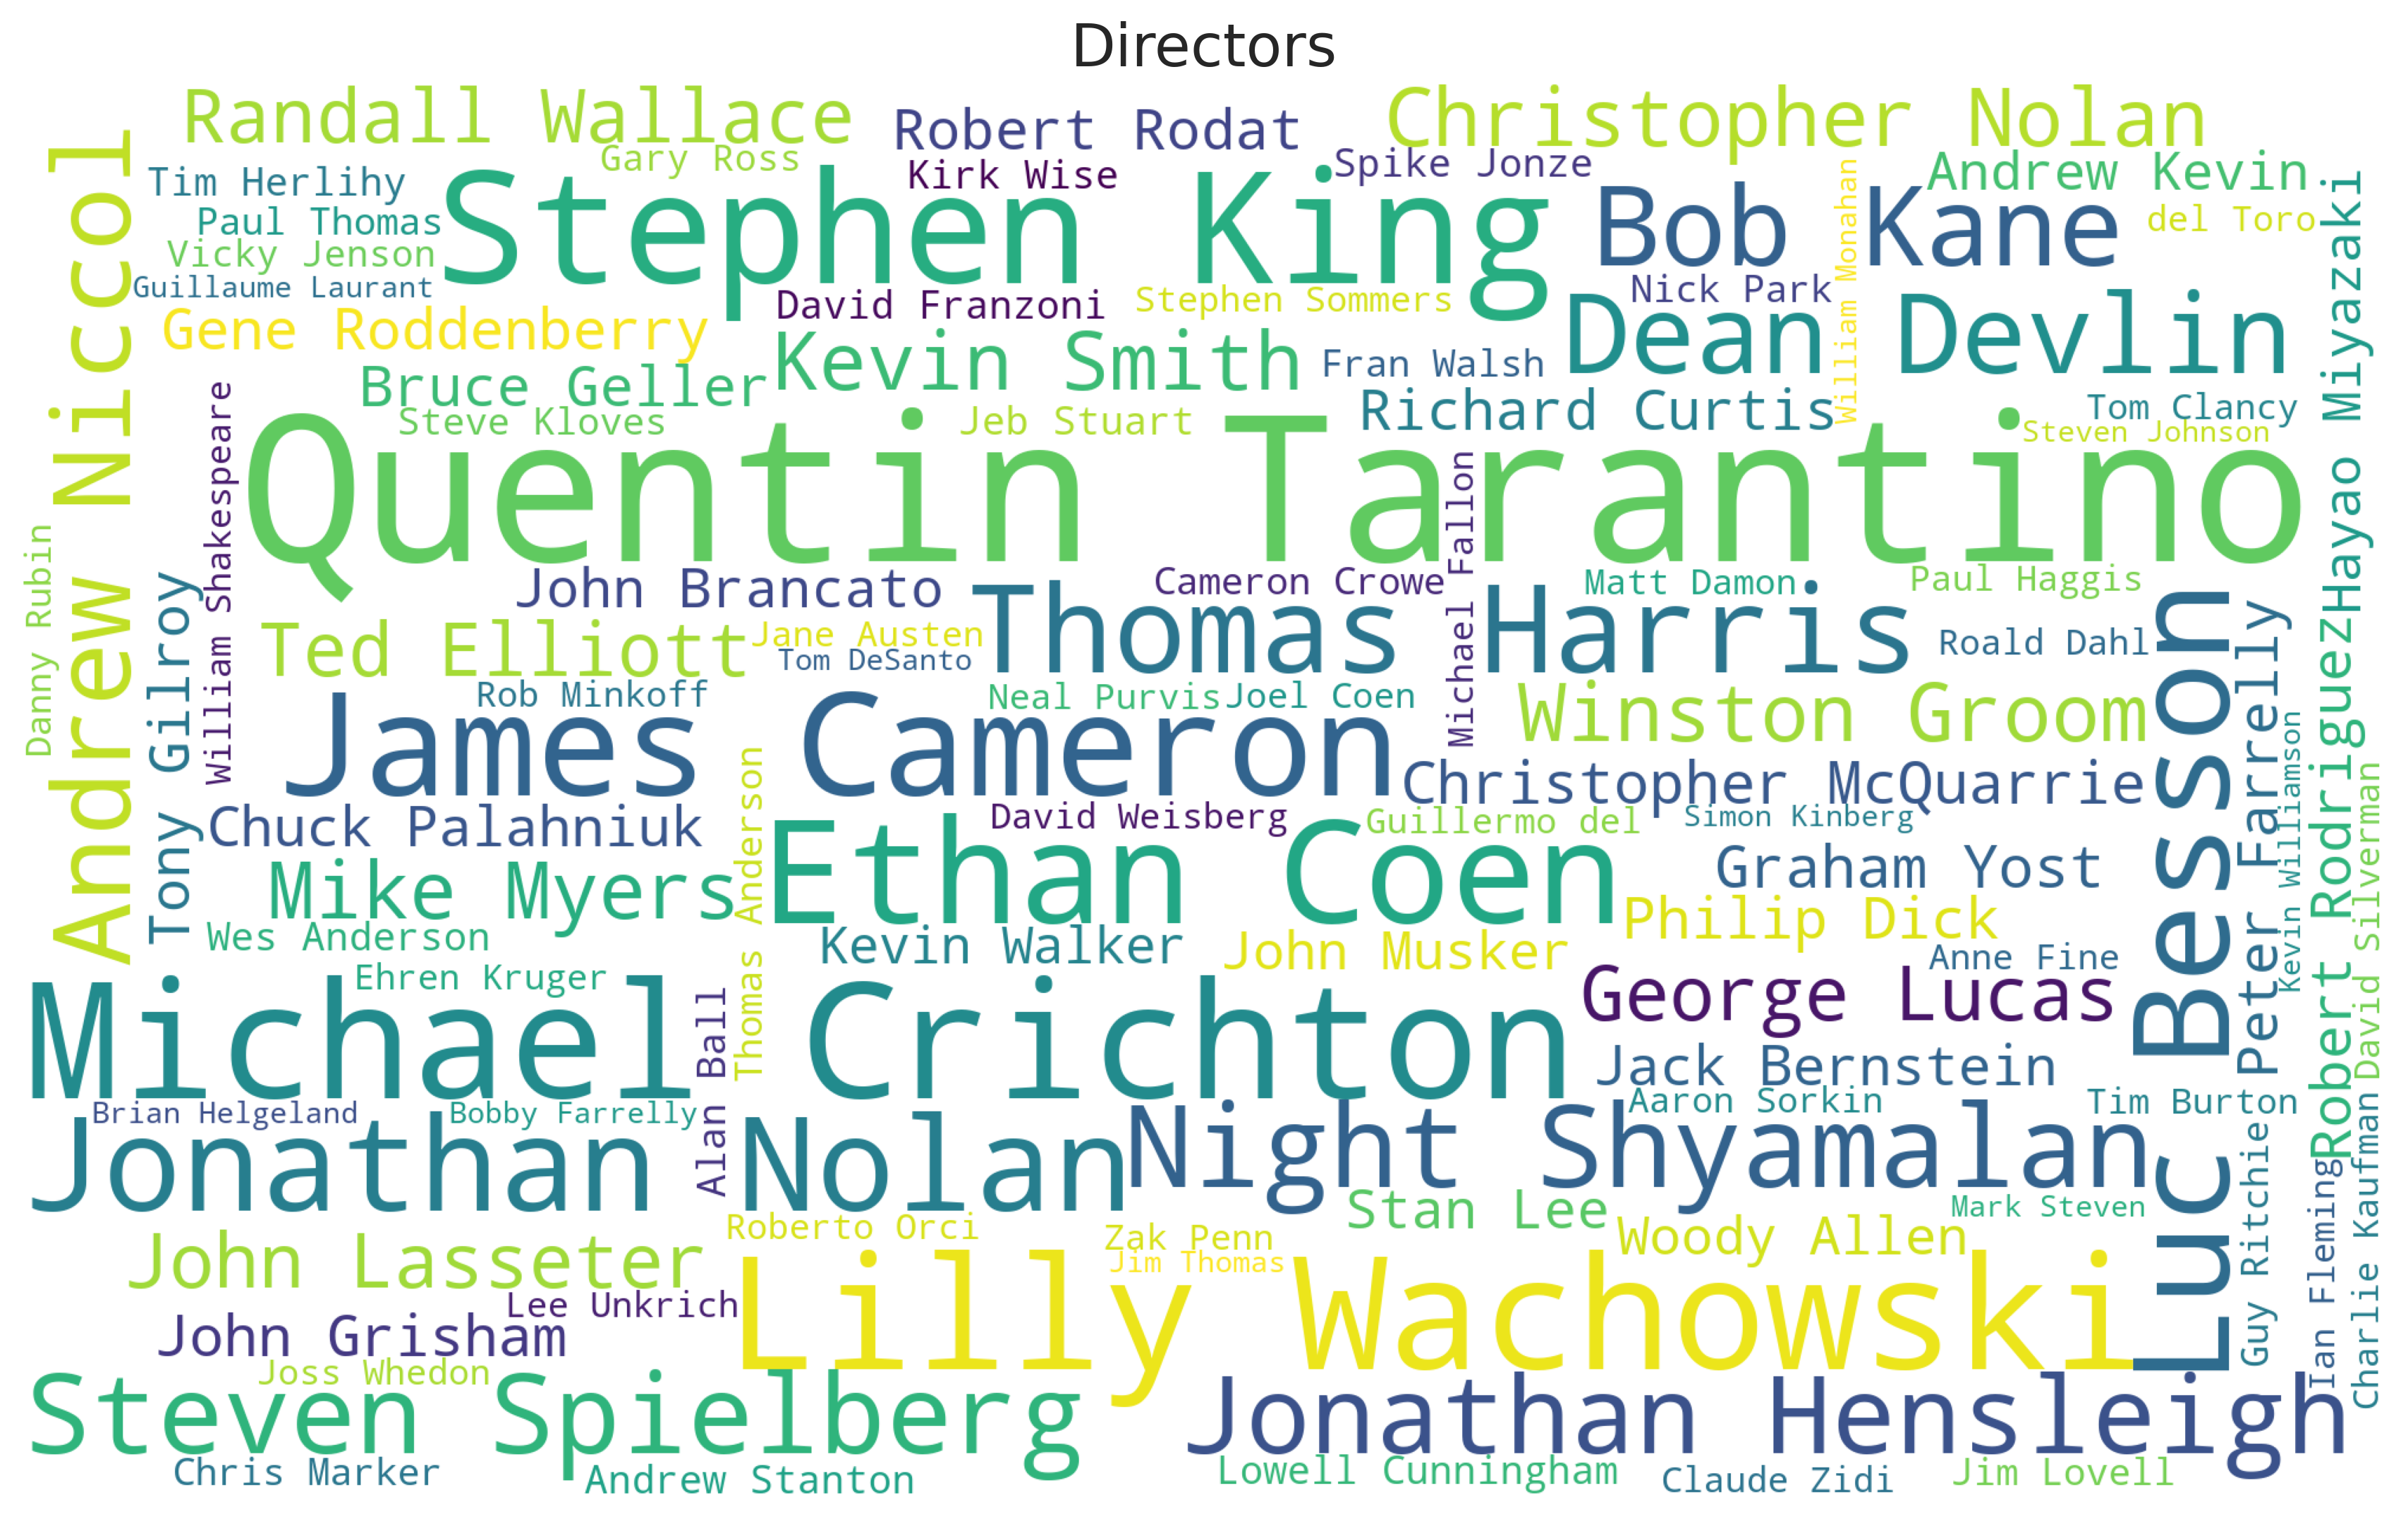 Directors
Randall Wallace
Christopher Nolan
Robert Rodat
Gary Ross
Kirk Wise
Spike Jonze
Andrew Kevin
Tim Herlihy
Stephen King
Bob Kane
del Toro
Paul Thomas
Vicky Jenson
Guillaume Laurant
David Franzoni
Stephen Sommers
Nick Park
William Monahan
Hayao Miyazaki
Andrew Niccol
Gene Roddenberry
Kevin Smith
Fran Walsh
Dean Devlin
Bruce Geller
Steve Kloves
Jeb Stuart
Richard Curtis
Tom Clancy
Steven Johnson
William Shakespeare
Quentin Tarantino
Michael Fallon
Danny Rubin
Tony Gilroy
John Brancato
Cameron Crowe
Matt Damon
Paul Haggis
Thomas Harris
Ted Elliott
Jane Austen
Tom DeSanto
Roald Dahl
Rob Minkoff
Neal Purvis
Joel Coen
Winston Groom
Luc Besson
Peter Farrelly
James Cameron
Christopher McQuarrie
Kevin Williamson
Robert Rodriguez
David Silverman
Chuck Palahniuk
Thomas Anderson
David Weisberg
Guillermo del
Simon Kinberg
Ethan Coen
Graham Yost
Mike Myers
Philip Dick
Wes Anderson
Kevin Walker
John Musker
Anne Fine
Ehren Kruger
George Lucas
Michael Crichton
Alan Ball
Jack Bernstein
Brian Helgeland
Bobby Farrelly
Aaron Sorkin
Tim Burton
Jonathan Nolan
Night Shyamalan
Guy Ritchie
Ian Fleming
Charlie Kaufman
Stan Lee
Mark Steven
Roberto Orci
Zak Penn
Woody Allen
John Lasseter
Jim Thomas
Lilly Wachowski
Lee Unkrich
John Grisham
Joss Whedon
Steven Spielberg
Jonathan Hensleigh
Chris Marker
Andrew Stanton
Lowell Cunningham
Claude Zidi
Jim Lovell